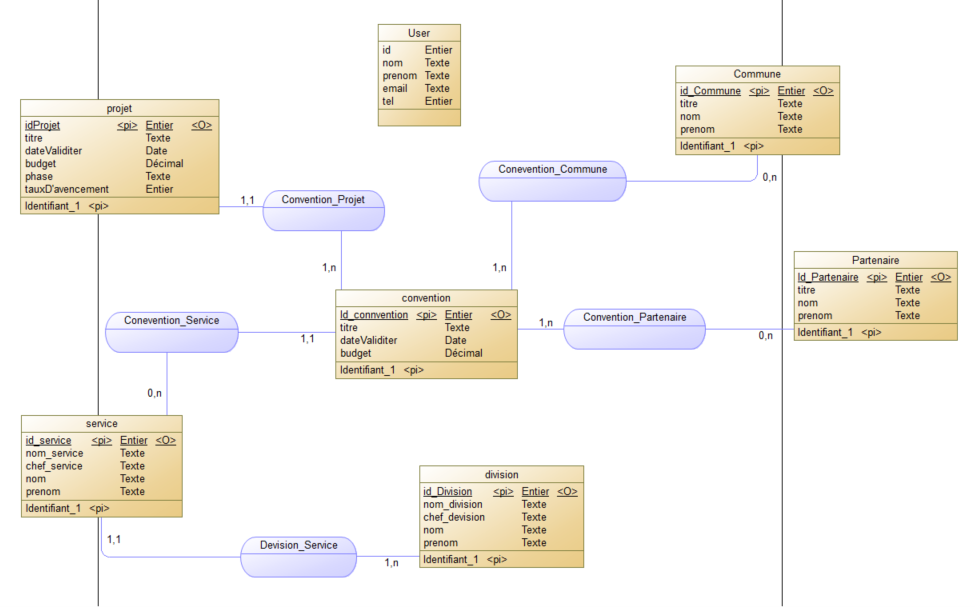 User
id Entier
nom Texte
prenom Texte
email Texte
tel Entier
Commune
id_Commune <pi> Entier <O>
titre Texte
nom Texte
prenom Texte
Identifiant_1 <pi>
projet
idProjet <pi> Entier <O>
titre Texte
dateValiditer Date
budget Décimal
phase Texte
tauxD'avencement Entier
Identifiant_1 <pi>
1,1
Convention_Projet
1,n
Conevention_Commune
0,n
1,n
Partenaire
Id_Partenaire <pi> Entier <O>
titre Texte
nom Texte
prenom Texte
Identifiant_1 <pi>
convention
Id_connvention <pi> Entier <O>
titre Texte
dateValiditer Date
budget Décimal
Identifiant_1 <pi>
Conevention_Service
1,1
0,n
1,n
Convention_Partenaire
0,n
service
id_service <pi> Entier <O>
nom_service Texte
chef_service Texte
nom Texte
prenom Texte
Identifiant_1 <pi>
division
id_Division <pi> Entier <O>
nom_division Texte
chef_devision Texte
nom Texte
prenom Texte
Identifiant_1 <pi>
1,1
Devision_Service
1,n